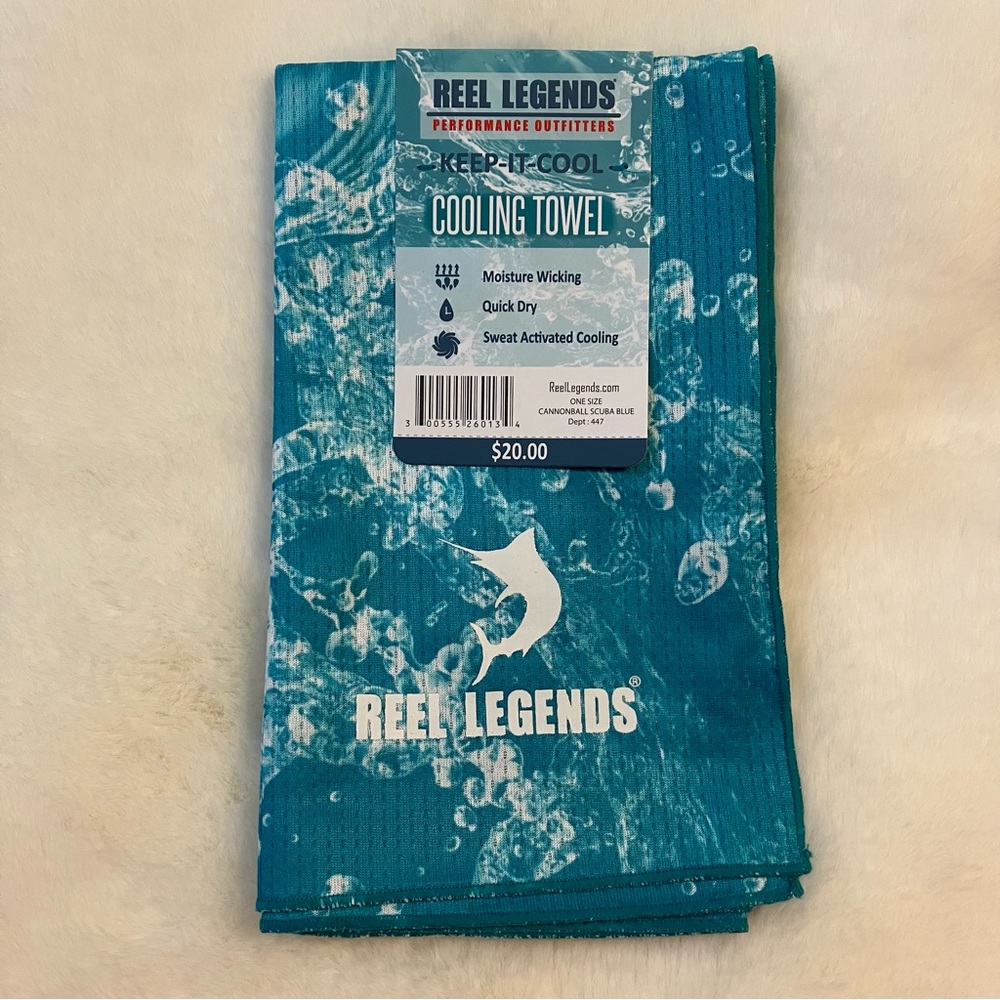 REEL LEGENDS®
PERFORMANCE OUTFITTERS
KEEP-IT-COOL
COOLING TOWEL
Moisture Wicking
Quick Dry
Sweat Activated Cooling
ReelLegends.com
ONE SIZE
CANNONBALL SCUBA BLUE
Dept : 447
3 00555 26013 4
$20.00
REEL LEGENDS®